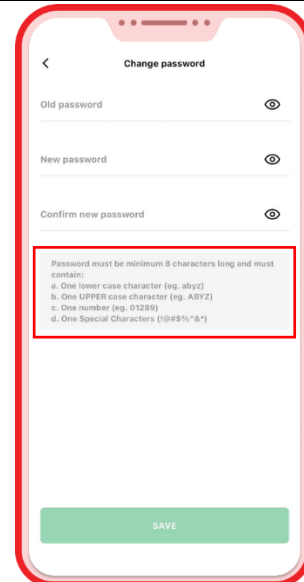 Change password
Old password
New password
Confirm new password
Password must be minimum 8 characters long and must
contain:
a. One lower case character (eg. abyz)
b. One UPPER case character (eg. ABYZ)
c. One number (eg. 01289)
d. One Special Characters (!@#$%^&*)
SAVE